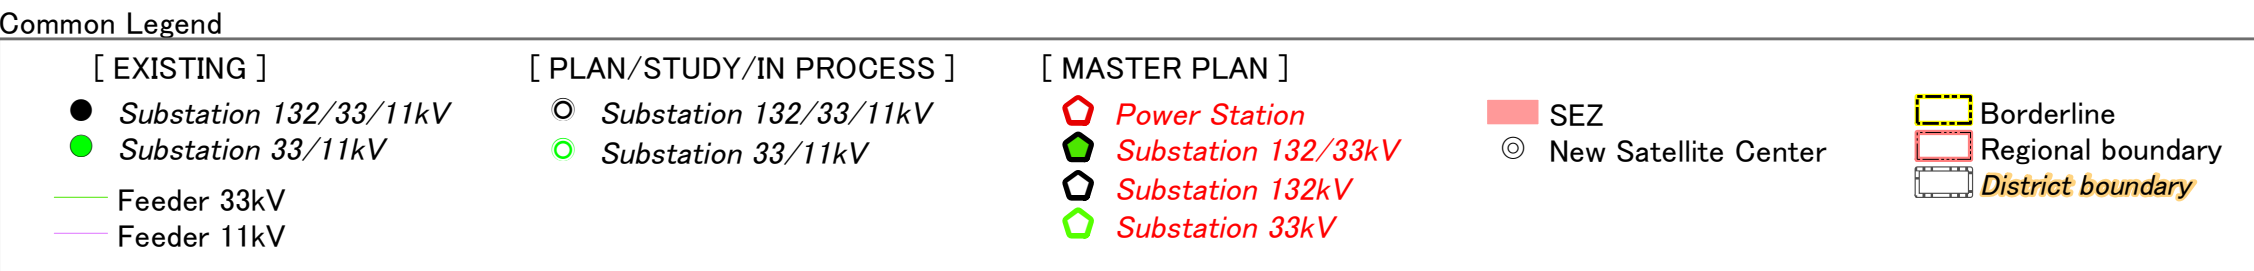 Common Legend
[ EXISTING ]
Substation 132/33/11kV
Substation 33/11kV
Feeder 33kV
Feeder 11kV
[ PLAN/STUDY/IN PROCESS ]
Substation 132/33/11kV
Substation 33/11kV
[ MASTER PLAN ]
Power Station
Substation 132/33kV
Substation 132kV
Substation 33kV
SEZ
New Satellite Center
Borderline
Regional boundary
District boundary